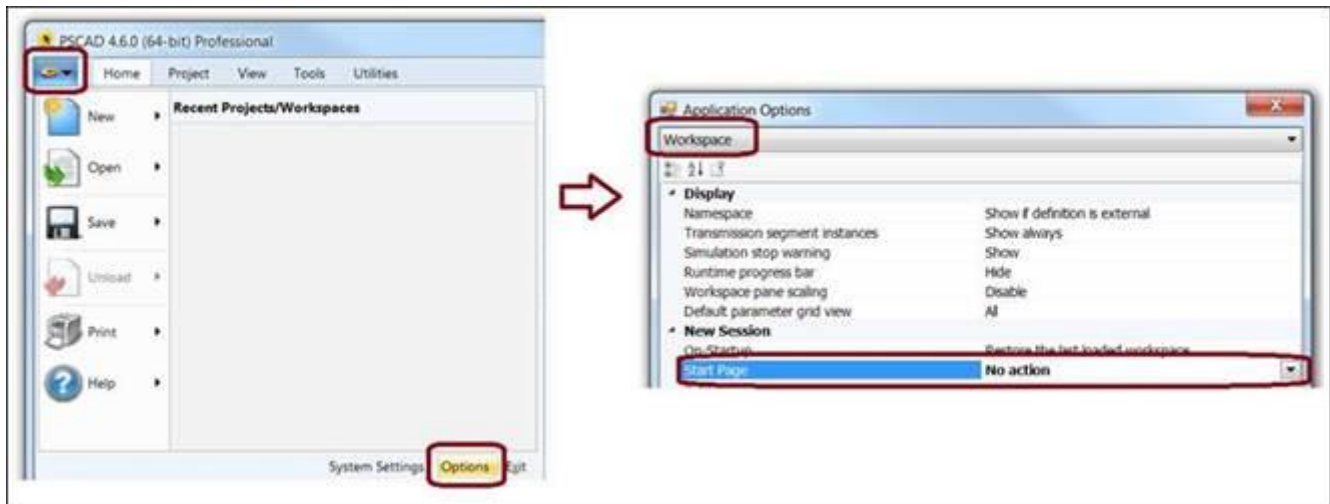 PSCAD 4.6.0 (64-bit) Professional
Home Project View Tools Utilities
New
Recent Projects/Workspaces
Open
Save
Unload
Print
Help
System Settings Options Exit
Application Options
Workspace
Display
Namespace Show if definition is external
Transmission segment instances Show always
Simulation stop warning Show
Runtime progress bar Hide
Workspace pane scaling Disable
Default parameter grid view All
New Session
On-Startup Restore the last loaded workspace
Start Page No action